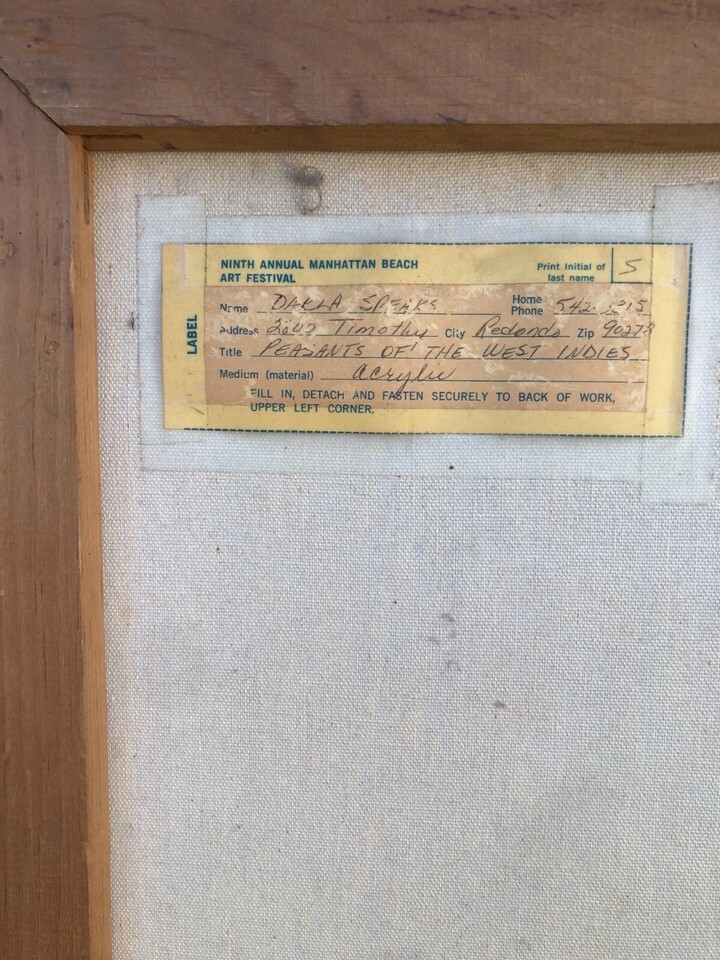 NINTH ANNUAL MANHATTAN BEACH
ART FESTIVAL
Print Initial of
last name
S
LABEL
Name DARLA SPEAKS Home Phone 542-
Address Timothy City Redondo Zip 90278
Title PEASANTS OF THE WEST INDIES
Medium (material) acrylic
FILL IN, DETACH AND FASTEN SECURELY TO BACK OF WORK,
UPPER LEFT CORNER.